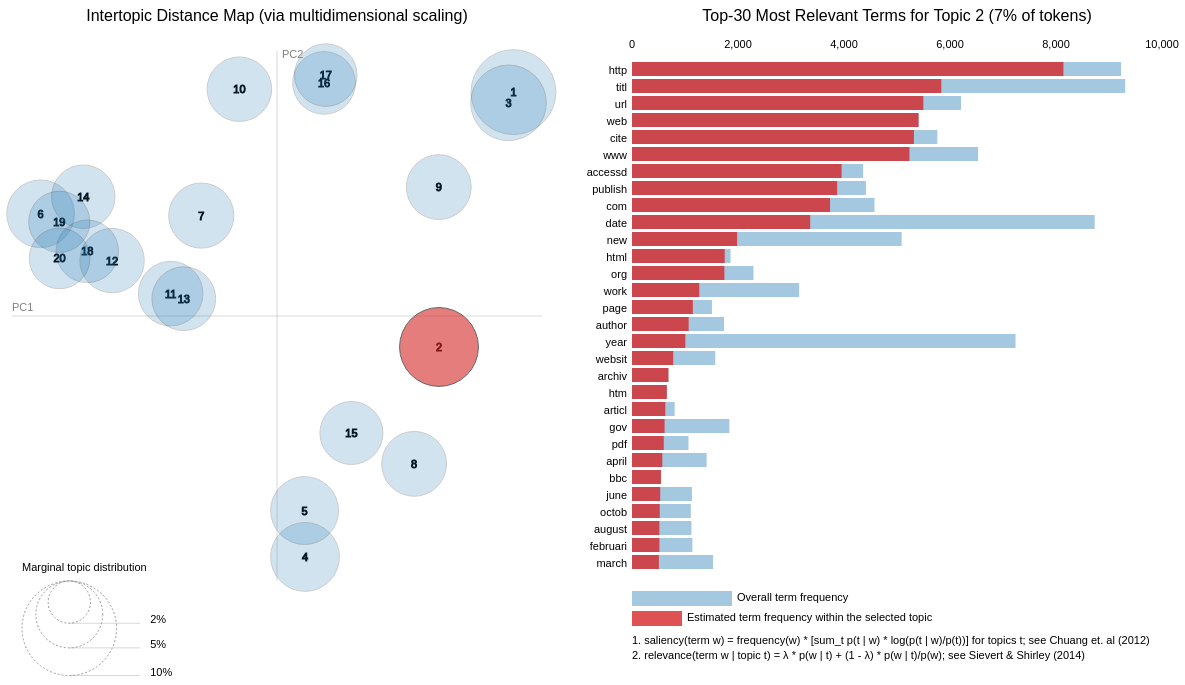 Intertopic Distance Map (via multidimensional scaling)
PC2
PC1
17
16
10
1
3
9
14
6
19
7
18
20
12
11
13
2
15
8
5
4
Marginal topic distribution
2%
5%
10%
Top-30 Most Relevant Terms for Topic 2 (7% of tokens)
0 2,000 4,000 6,000 8,000 10,000
http
titl
url
web
cite
www
accessd
publish
com
date
new
html
org
work
page
author
year
websit
archiv
htm
articl
gov
pdf
april
bbc
june
octob
august
februari
march
Overall term frequency
Estimated term frequency within the selected topic
1. saliency(term w) = frequency(w) * [sum_t p(t | w) * log(p(t | w)/p(t))] for topics t; see Chuang et. al (2012)
2. relevance(term w | topic t) = λ * p(w | t) + (1 - λ) * p(w | t)/p(w); see Sievert & Shirley (2014)